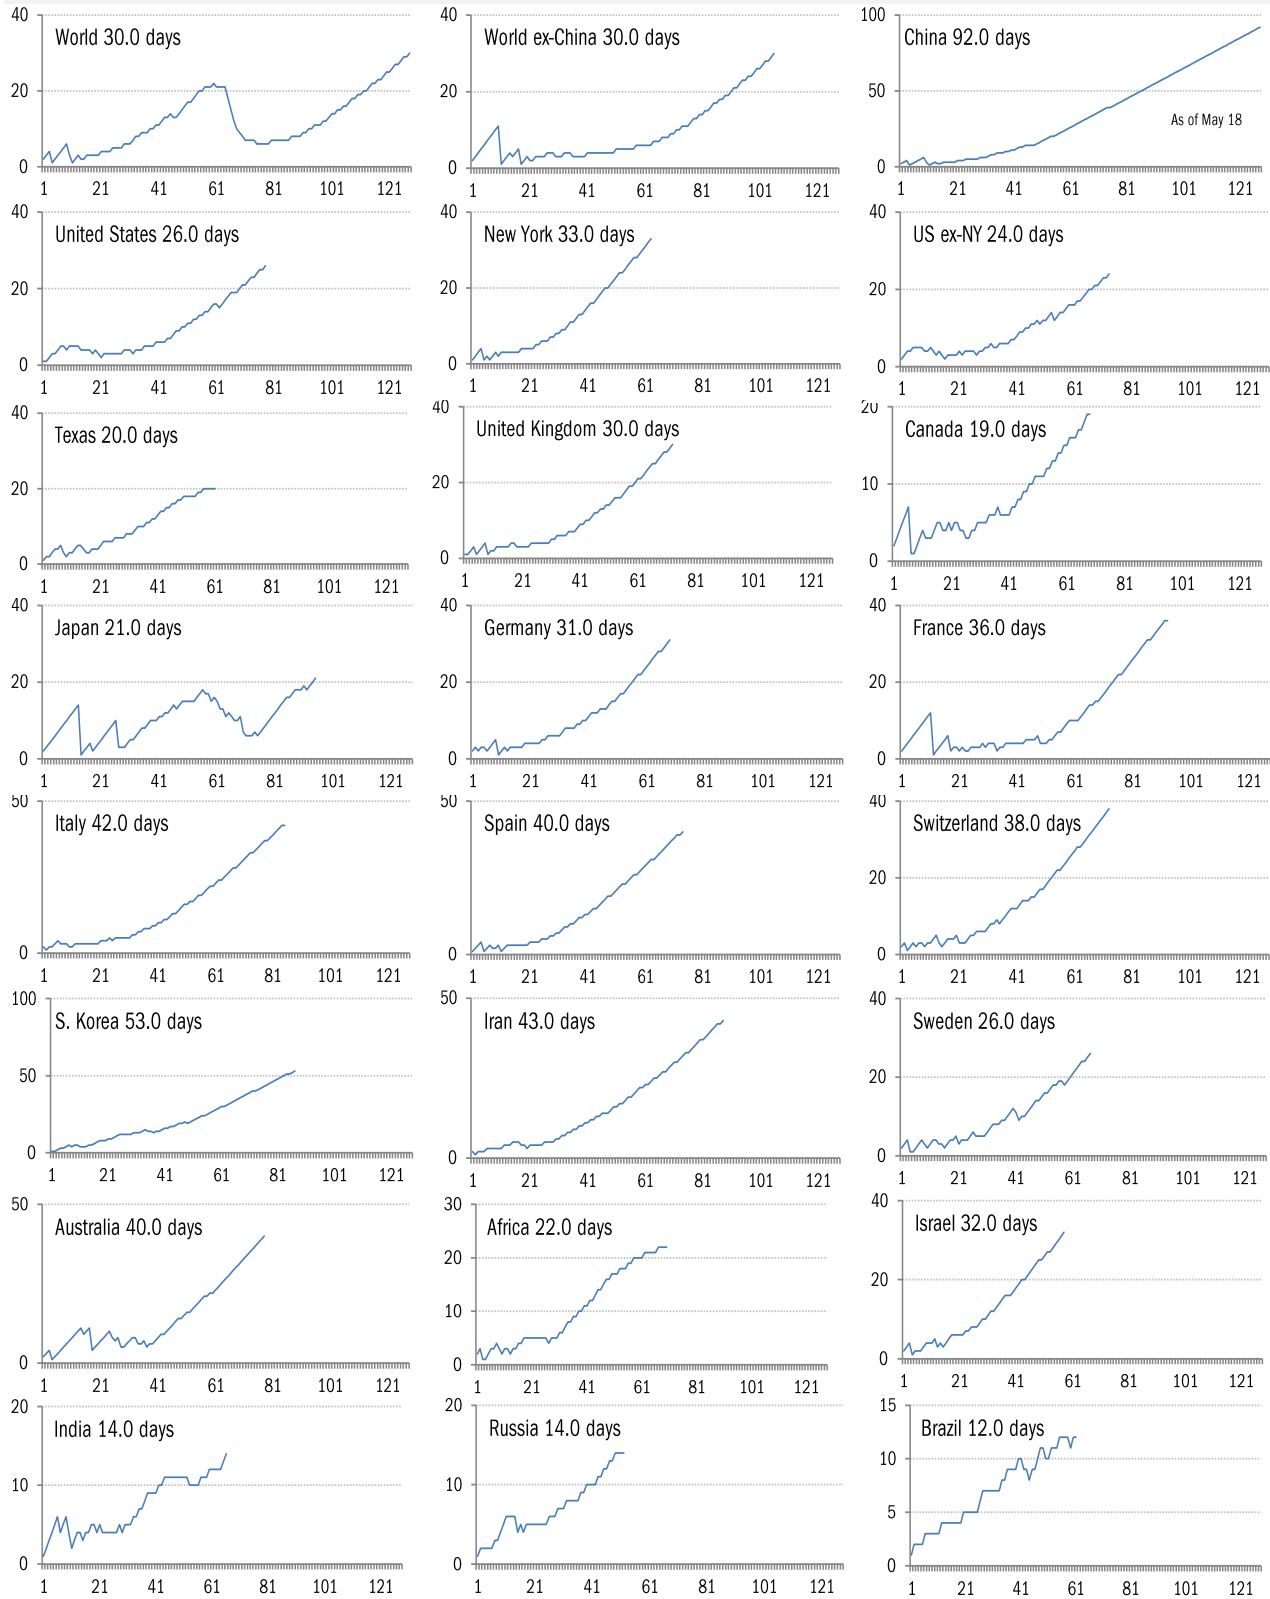 40 40 100
World 30.0 days World ex-China 30.0 days China 92.0 days
20 20 50
As of May 18
0 0 0
1 21 41 61 81 101 121 1 21 41 61 81 101 121 1 21 41 61 81 101 121
40 40 40
United States 26.0 days New York 33.0 days US ex-NY 24.0 days
20 20 20
0 0 0
1 21 41 61 81 101 121 1 21 41 61 81 101 121 1 21 41 61 81 101 121
40 40 20
Texas 20.0 days United Kingdom 30.0 days Canada 19.0 days
20 20 10
0 0 0
1 21 41 61 81 101 121 1 21 41 61 81 101 121 1 21 41 61 81 101 121
40 40 40
Japan 21.0 days Germany 31.0 days France 36.0 days
20 20 20
0 0 0
1 21 41 61 81 101 121 1 21 41 61 81 101 121 1 21 41 61 81 101 121
50 50 40
Italy 42.0 days Spain 40.0 days Switzerland 38.0 days
20
0 0 0
1 21 41 61 81 101 121 1 21 41 61 81 101 121 1 21 41 61 81 101 121
100 50 40
S. Korea 53.0 days Iran 43.0 days Sweden 26.0 days
50 20
0 0 0
1 21 41 61 81 101 121 1 21 41 61 81 101 121 1 21 41 61 81 101 121
50 30 40
Australia 40.0 days Africa 22.0 days Israel 32.0 days
20 20
10
0 0 0
1 21 41 61 81 101 121 1 21 41 61 81 101 121 1 21 41 61 81 101 121
20 20 15
India 14.0 days Russia 14.0 days Brazil 12.0 days
10 10 10
5
0 0 0
1 21 41 61 81 101 121 1 21 41 61 81 101 121 1 21 41 61 81 101 121